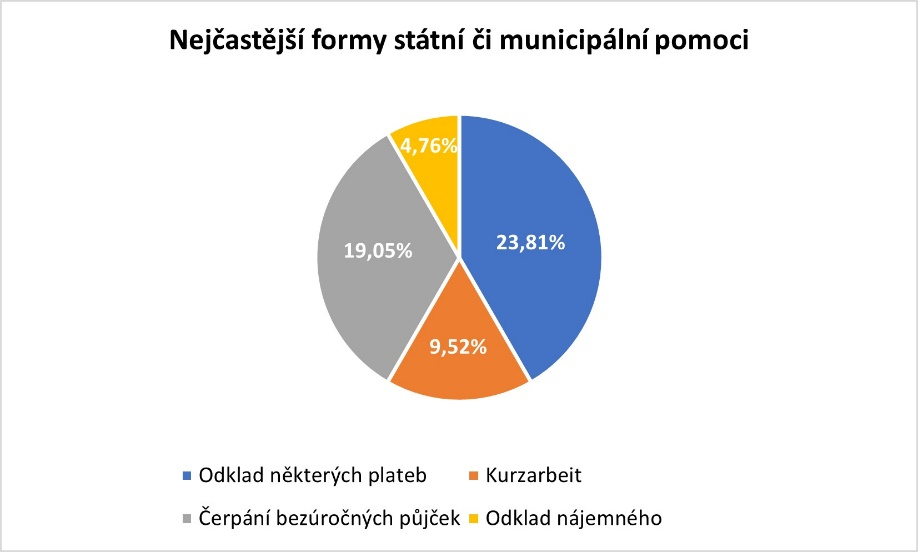 Nejčastější formy státní či municipální pomoci
4,76%
23,81%
19,05%
9,52%
Odklad některých plateb
Kurzarbeit
Čerpání bezúročných půjček
Odklad nájemného